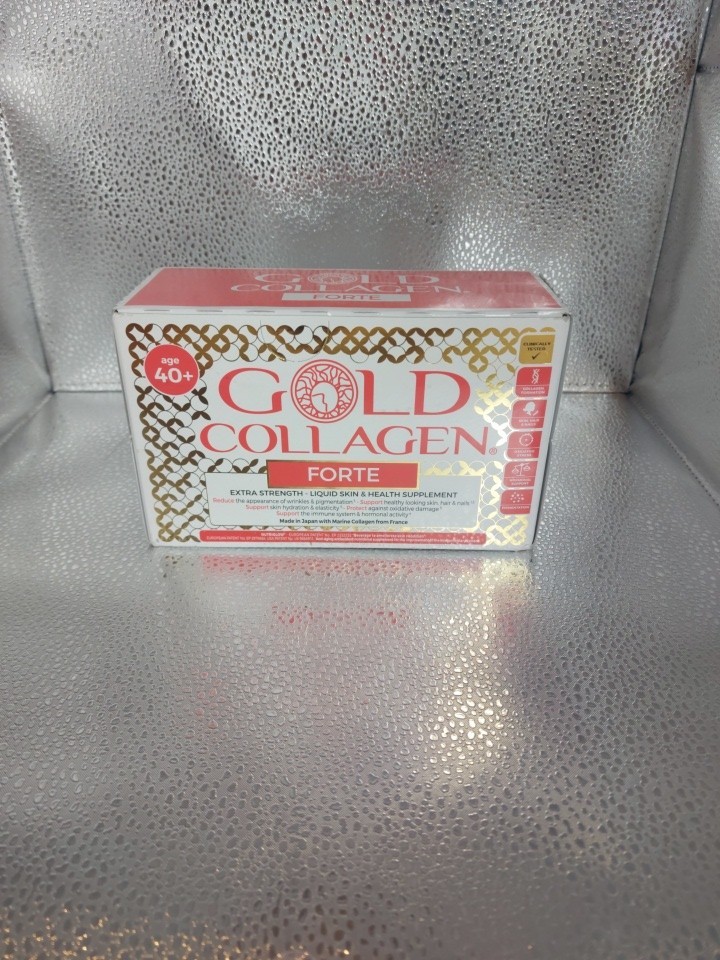 GOLD
COLLAGEN
FORTE
age
40+
GOLD
COLLAGEN®
FORTE
EXTRA STRENGTH - LIQUID SKIN & HEALTH SUPPLEMENT
Reduce the appearance of wrinkles & pigmentation - Support healthy looking skin, hair & nails
Support skin hydration & elasticity - Protect against oxidative damage
Support the immune system & hormonal activity
Made in Japan with Marine Collagen from France